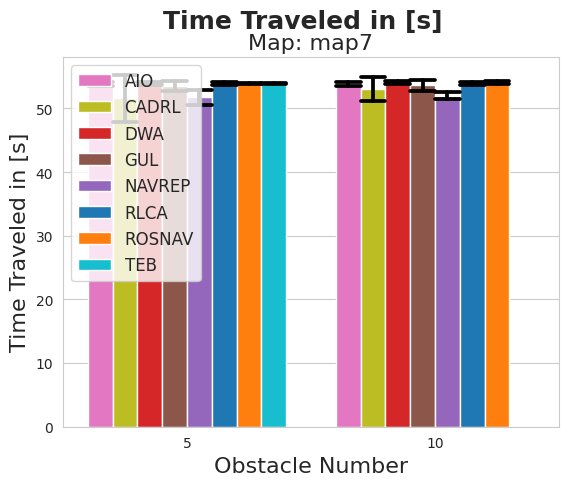 Time Traveled in [s]
Map: map7
Time Traveled in [s]
50
40
30
20
10
0
AIO
CADRL
DWA
GUL
NAVREP
RLCA
ROSNAV
TEB
5
10
Obstacle Number